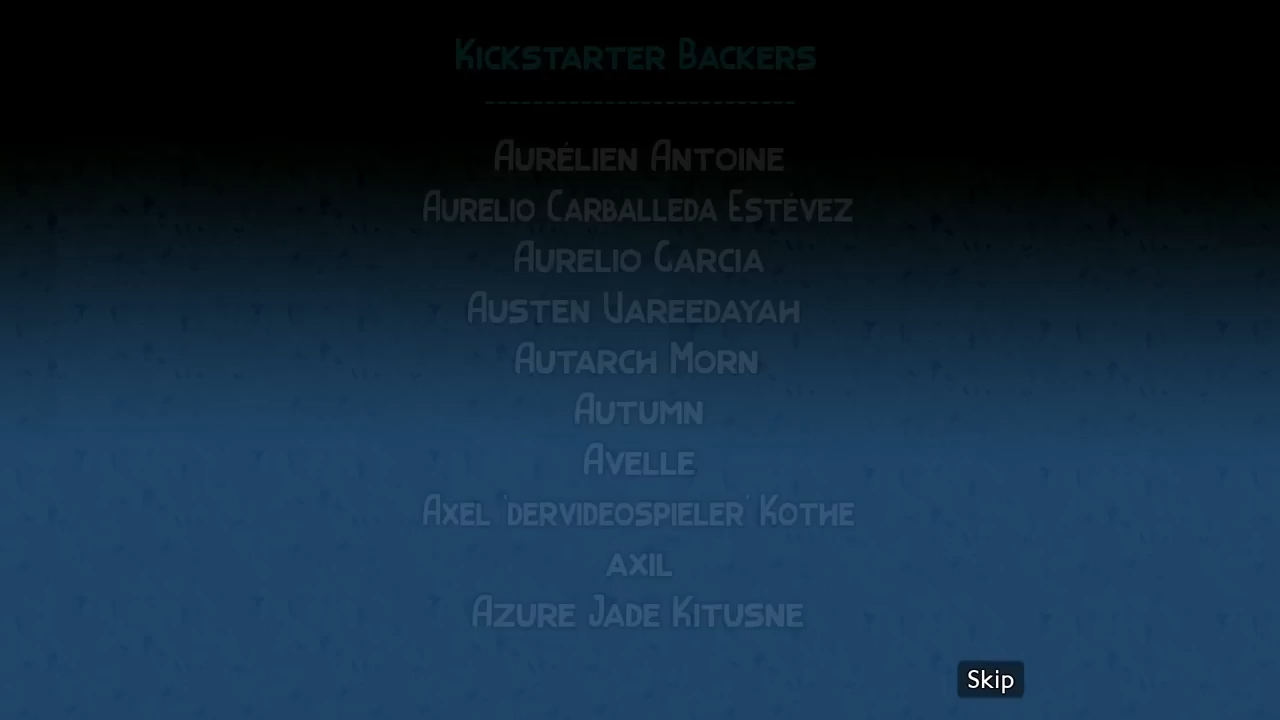 Kickstarter Backers
--------------------------
Aurélien Antoine
Aurelio Carballeda Estévez
Aurelio Garcia
Austen Vareedayah
Autarch Morn
Autumn
Avelle
Axel 'dervideospieler' Kothe
axil
Azure Jade Kitusne
Skip